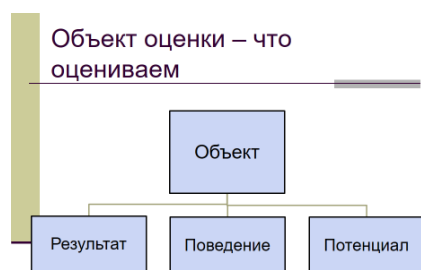 Объект оценки – что
оцениваем
Объект
Результат
Поведение
Потенциал